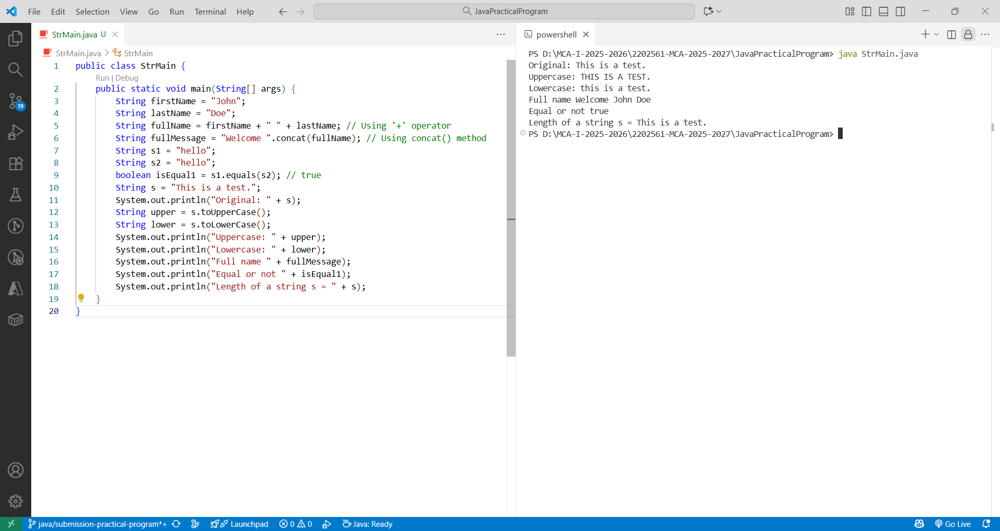 File Edit Selection View Go Run Terminal Help JavaPracticalProgram
StrMain.java U
StrMain.java > StrMain
1 public class StrMain {
Run | Debug
2 public static void main(String[] args) {
3 String firstName = "John";
4 String lastName = "Doe";
5 String fullName = firstName + " " + lastName; // Using '+' operator
6 String fullMessage = "Welcome ".concat(fullName); // Using concat() method
7 String s1 = "hello";
8 String s2 = "hello";
9 boolean isEqual1 = s1.equals(s2); // true
10 String s = "This is a test.";
11 System.out.println("Original: " + s);
12 String upper = s.toUpperCase();
13 String lower = s.toLowerCase();
14 System.out.println("Uppercase: " + upper);
15 System.out.println("Lowercase: " + lower);
16 System.out.println("Full name " + fullMessage);
17 System.out.println("Equal or not " + isEqual1);
18 System.out.println("Length of a string s = " + s);
19 }
20 }
powershell
PS D:\MCA-I-2025-2026\2202561-MCA-2025-2027\JavaPracticalProgram> java StrMain.java
Original: This is a test.
Uppercase: THIS IS A TEST.
Lowercase: this is a test.
Full name Welcome John Doe
Equal or not true
Length of a string s = This is a test.
PS D:\MCA-I-2025-2026\2202561-MCA-2025-2027\JavaPracticalProgram>
19
java/submission-practical-program*+ Launchpad 0 0 Java: Ready Go Live